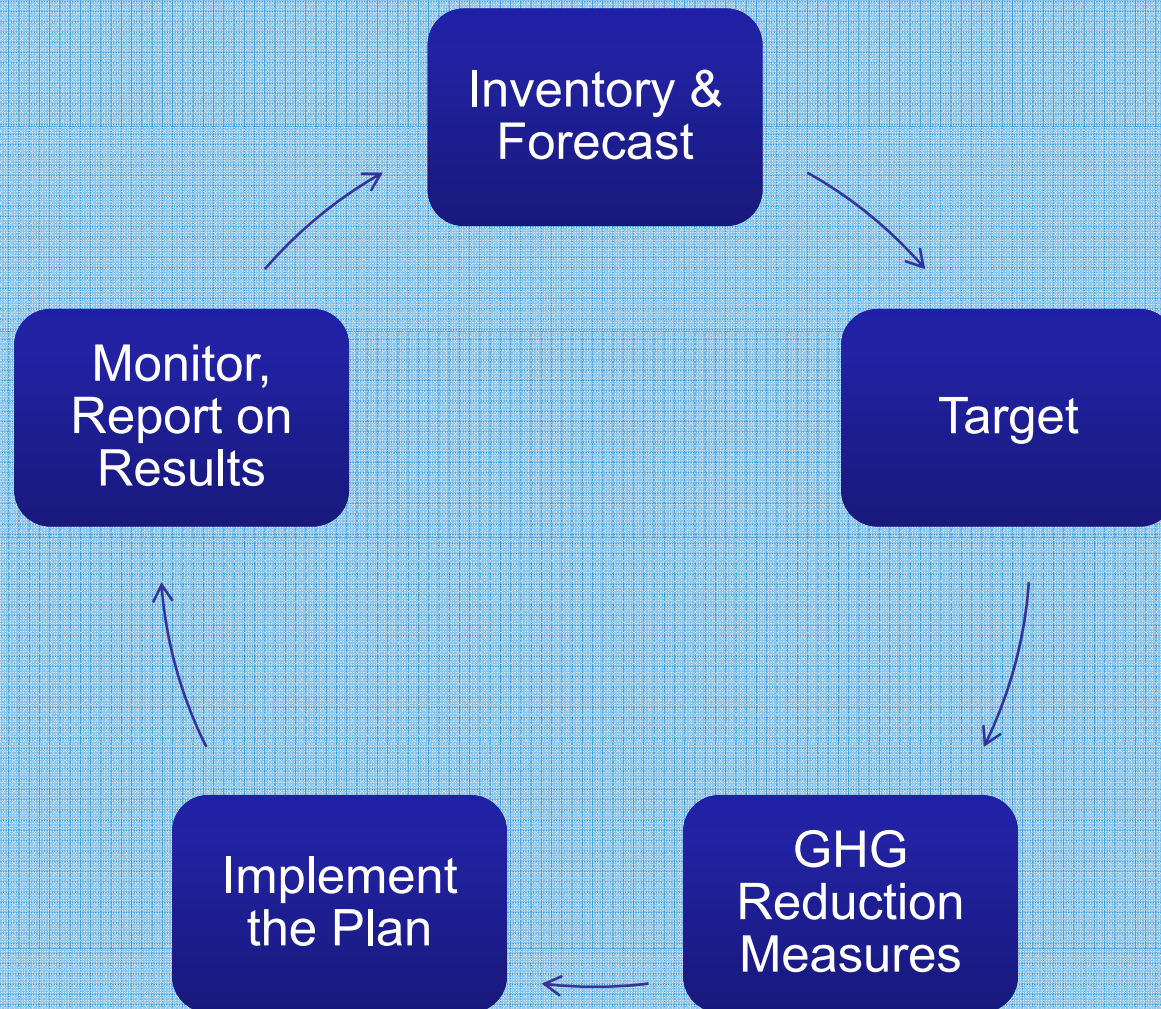 Inventory &
Forecast
Target
GHG
Reduction
Measures
Implement
the Plan
Monitor,
Report on
Results